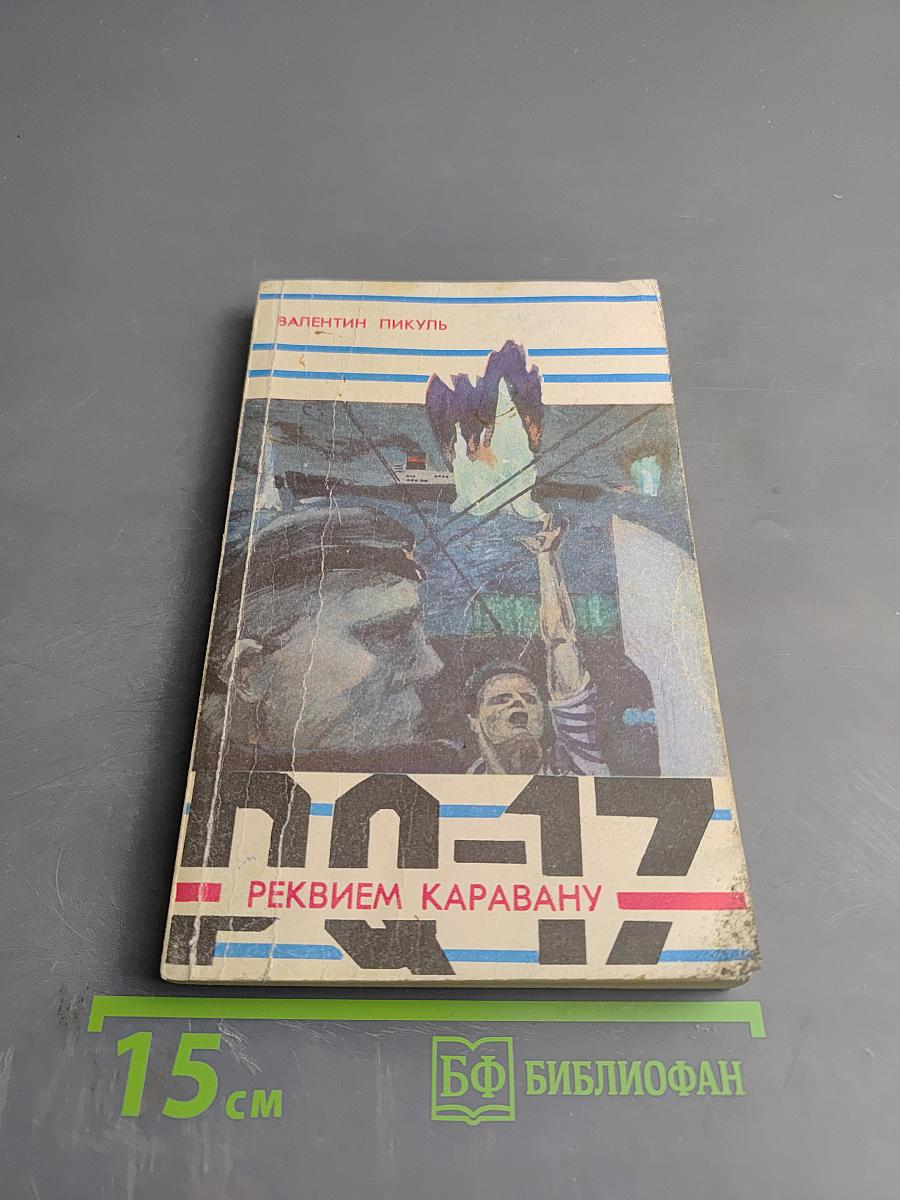 ВАЛЕНТИН ПИКУЛЬ
PQ-17
РЕКВИЕМ КАРАВАНУ
15 см
БФ БИБЛИОФАН